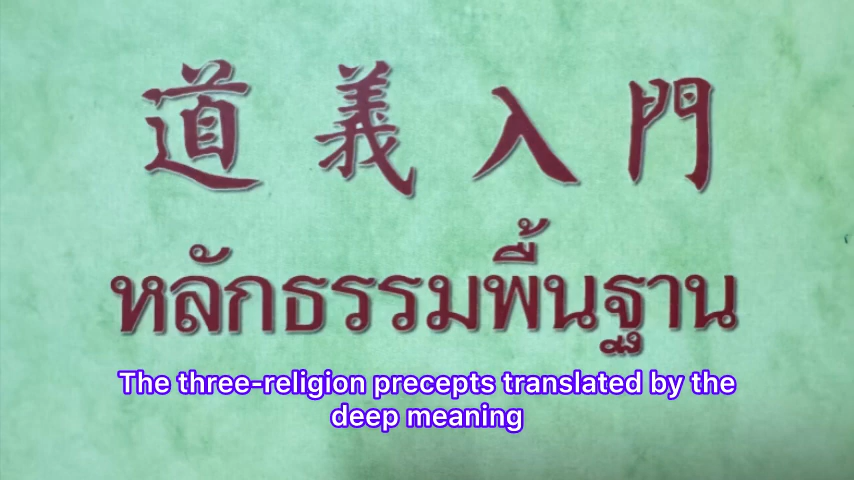 道義入門
หลักธรรมพื้นฐาน
The three-religion precepts translated by the
deep meaning